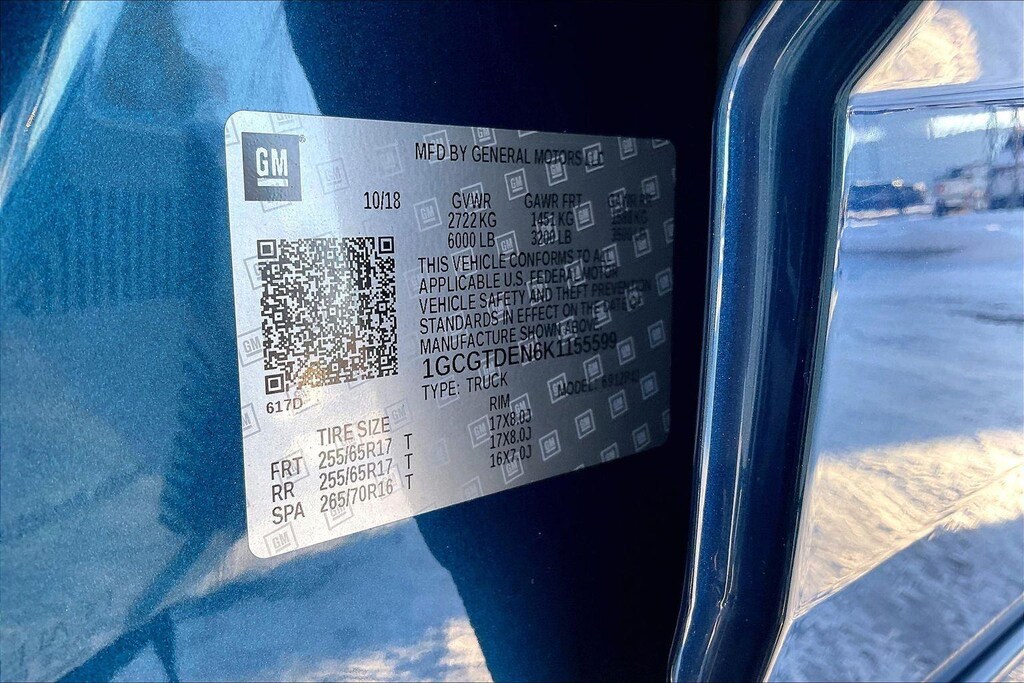 GM
MFD BY GENERAL MOTORS LLC
10/18 GVWR GAWR FRT GAWR RR
2722 KG 1451 KG
6000 LB 3200 LB
THIS VEHICLE CONFORMS TO ALL
APPLICABLE U.S. FEDERAL MOTOR
VEHICLE SAFETY AND THEFT PREVENTION
STANDARDS IN EFFECT ON THE DATE OF
MANUFACTURE SHOWN ABOVE
1GCGTDEN6K1155599
TYPE: TRUCK MODEL:
617D
TIRE SIZE RIM
FRT 255/65R17 T 17X8.0J
RR 255/65R17 T 17X8.0J
SPA 265/70R16 T 16X7.0J